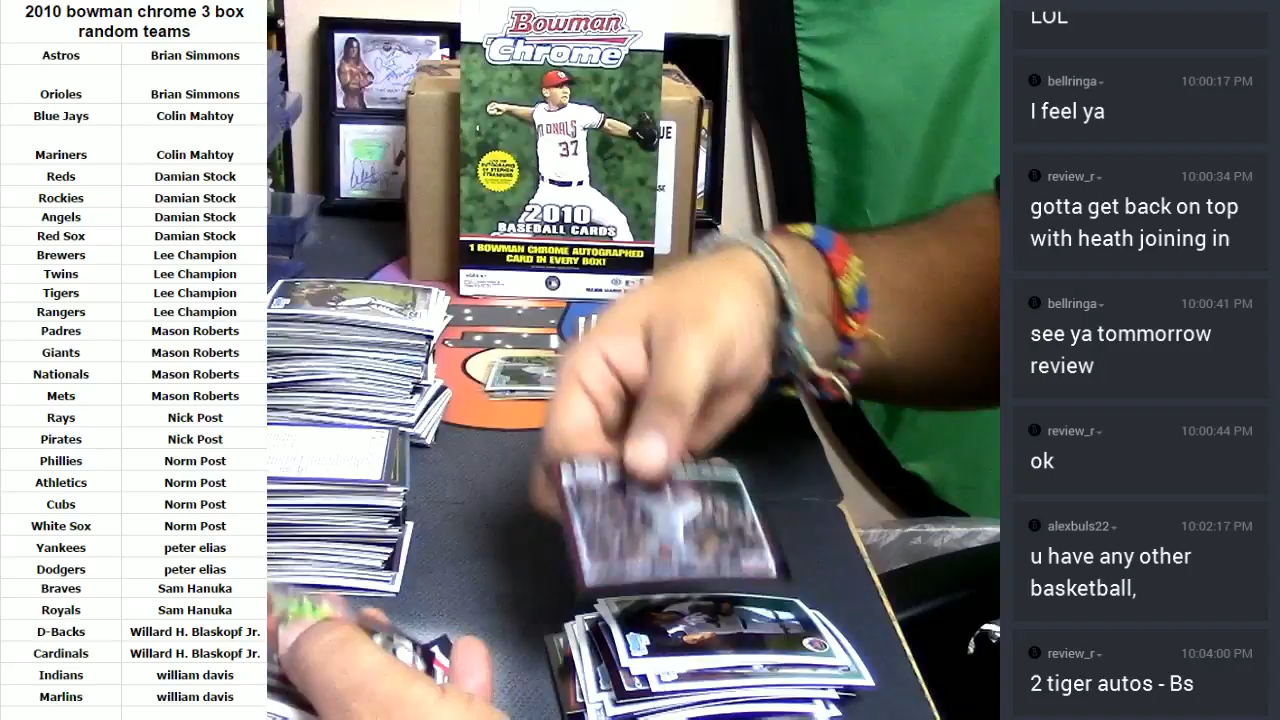 2010 bowman chrome 3 box
random teams
Astros Brian Simmons
Orioles Brian Simmons
Blue Jays Colin Mahtoy
Mariners Colin Mahtoy
Reds Damian Stock
Rockies Damian Stock
Angels Damian Stock
Red Sox Damian Stock
Brewers Lee Champion
Twins Lee Champion
Tigers Lee Champion
Rangers Lee Champion
Padres Mason Roberts
Giants Mason Roberts
Nationals Mason Roberts
Mets Mason Roberts
Rays Nick Post
Pirates Nick Post
Phillies Norm Post
Athletics Norm Post
Cubs Norm Post
White Sox Norm Post
Yankees peter elias
Dodgers peter elias
Braves Sam Hanuka
Royals Sam Hanuka
D-Backs Willard H. Blaskopf Jr.
Cardinals Willard H. Blaskopf Jr.
Indians william davis
Marlins william davis
Bowman
Chrome
37
2010
BASEBALL CARDS
1 BOWMAN CHROME AUTOGRAPHED
CARD IN EVERY BOX!
LOL
bellringa 10:00:17 PM
I feel ya
review_r 10:00:34 PM
gotta get back on top
with heath joining in
bellringa 10:00:41 PM
see ya tommorrow
review
review_r 10:00:44 PM
ok
alexbuls22 10:02:17 PM
u have any other
basketball,
review_r 10:04:00 PM
2 tiger autos - Bs